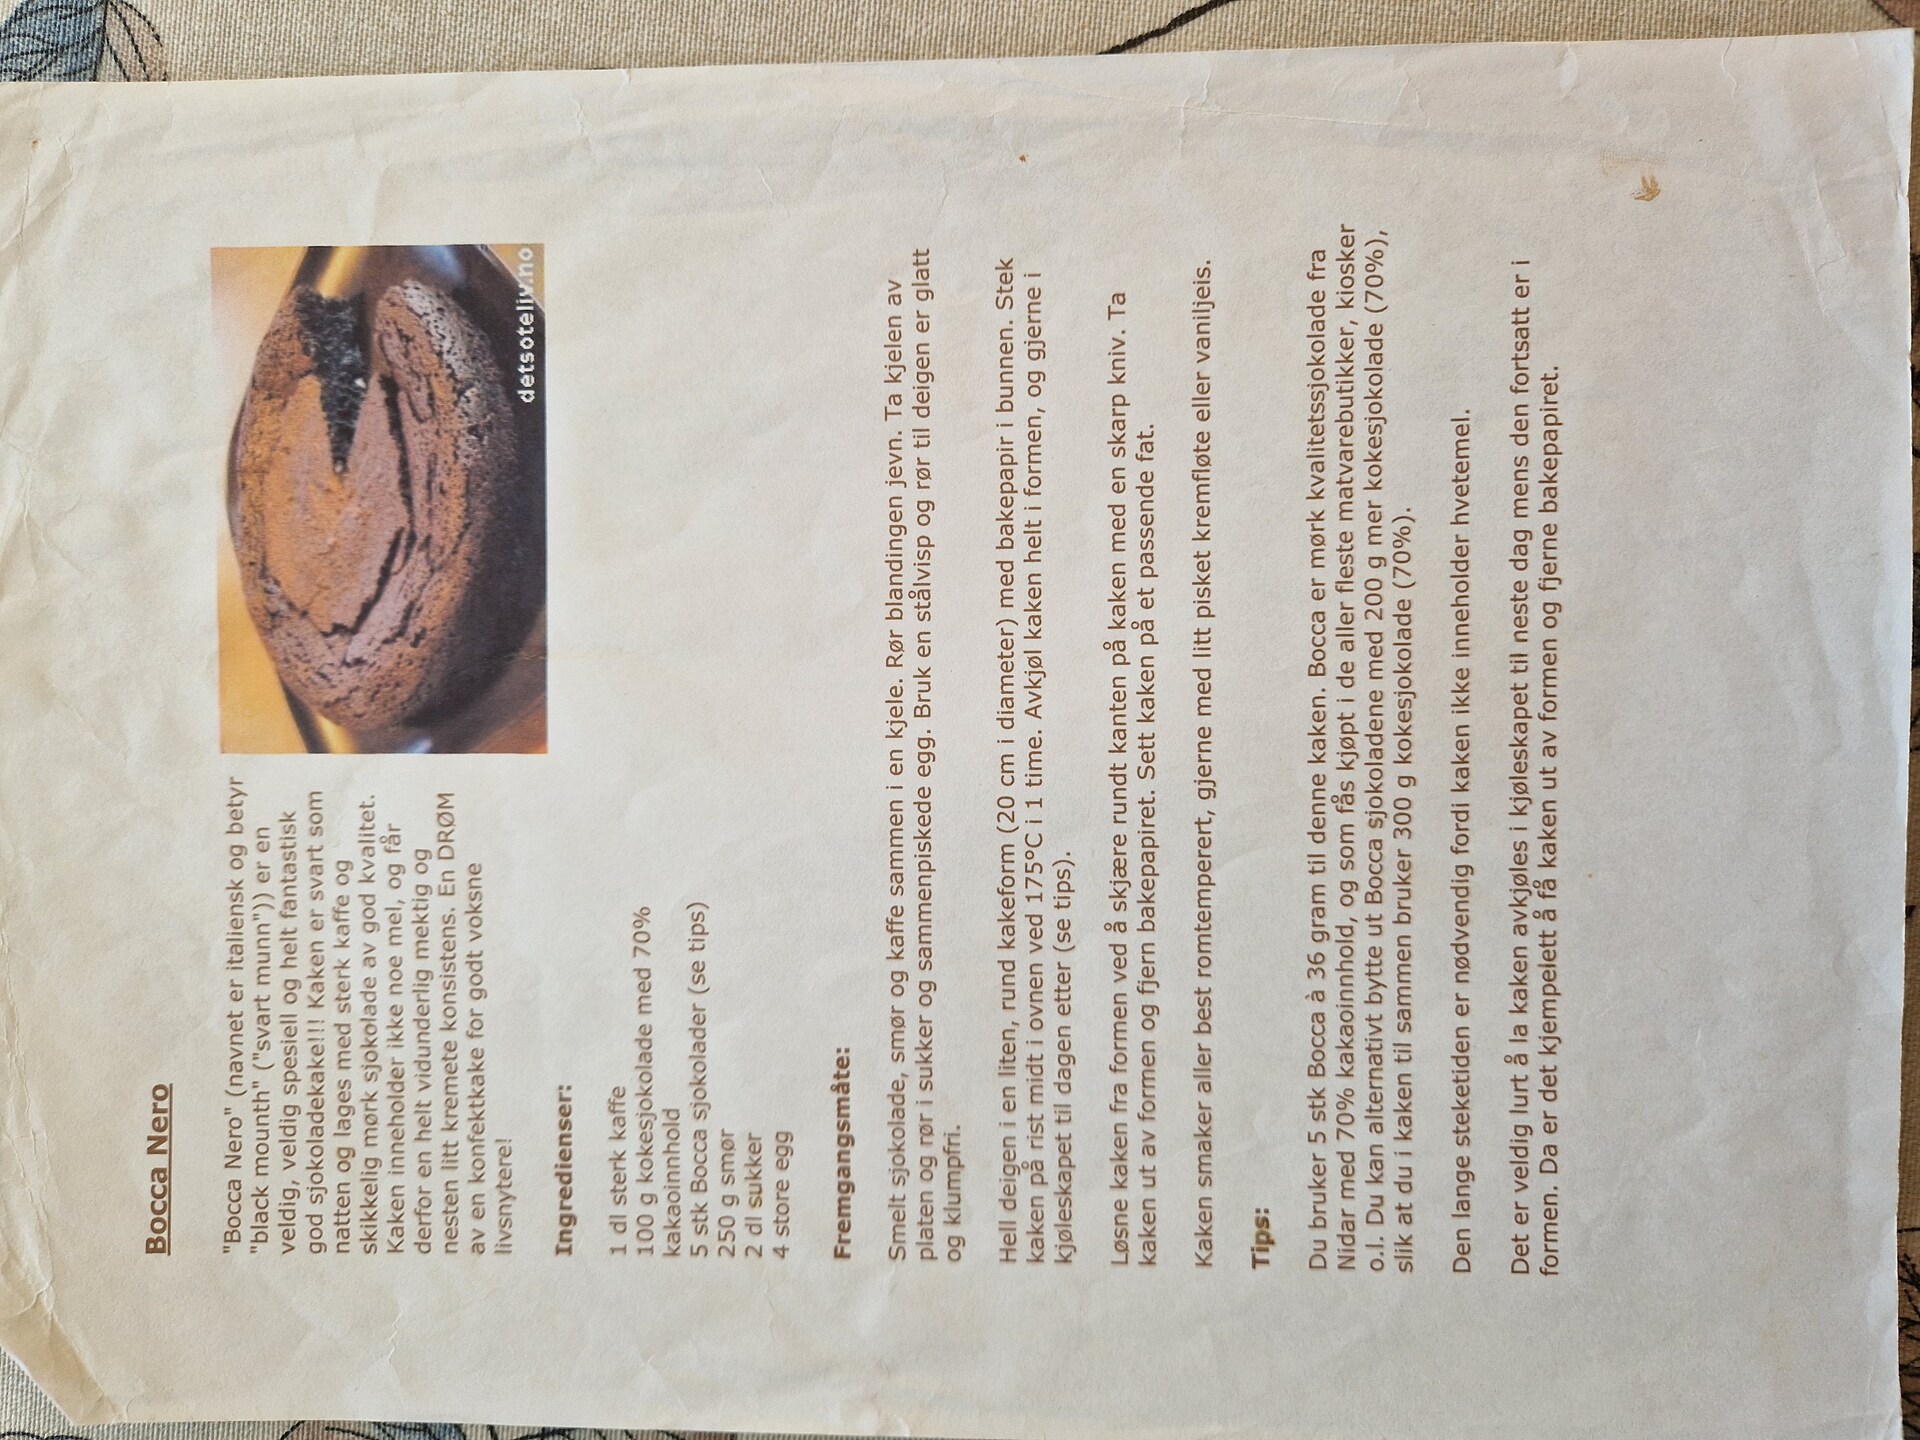 Bocca Nero
"Bocca Nero" (navnet er italiensk og betyr
"black mounth" ("svart munn")) er en
veldig, veldig spesiell og helt fantastisk
god sjokoladekake!!! Kaken er svart som
natten og lages med sterk kaffe og
skikkelig mørk sjokolade av god kvalitet.
Kaken inneholder ikke noe mel, og får
derfor en helt vidunderlig mektig og
nesten litt kremete konsistens. En DRØM
av en konfektkake for godt voksne
livsnytere!
detsoteliv.no
Ingredienser:
1 dl sterk kaffe
100 g kokesjokolade med 70%
kakaoinnhold
5 stk Bocca sjokolader (se tips)
250 g smør
2 dl sukker
4 store egg
Fremgangsmåte:
Smelt sjokolade, smør og kaffe sammen i en kjele. Rør blandingen jevn. Ta kjelen av
platen og rør i sukker og sammenpiskede egg. Bruk en stålvisp og rør til deigen er glatt
og klumpfri.
Hell deigen i en liten, rund kakeform (20 cm i diameter) med bakepapir i bunnen. Stek
kaken på rist midt i ovnen ved 175°C i 1 time. Avkjøl kaken helt i formen, og gjerne i
kjøleskapet til dagen etter (se tips).
Løsne kaken fra formen ved å skjære rundt kanten på kaken med en skarp kniv. Ta
kaken ut av formen og fjern bakepapiret. Sett kaken på et passende fat.
Kaken smaker aller best romtemperert, gjerne med litt pisket kremfløte eller vaniljeis.
Tips:
Du bruker 5 stk Bocca à 36 gram til denne kaken. Bocca er mørk kvalitetssjokolade fra
Nidar med 70% kakaoinnhold, og som fås kjøpt i de aller fleste matvarebutikker, kiosker
o.l. Du kan alternativt bytte ut Bocca sjokoladene med 200 g mer kokesjokolade (70%),
slik at du i kaken til sammen bruker 300 g kokesjokolade (70%).
Den lange steketiden er nødvendig fordi kaken ikke inneholder hvetemel.
Det er veldig lurt å la kaken avkjøles i kjøleskapet til neste dag mens den fortsatt er i
formen. Da er det kjempelett å få kaken ut av formen og fjerne bakepapiret.